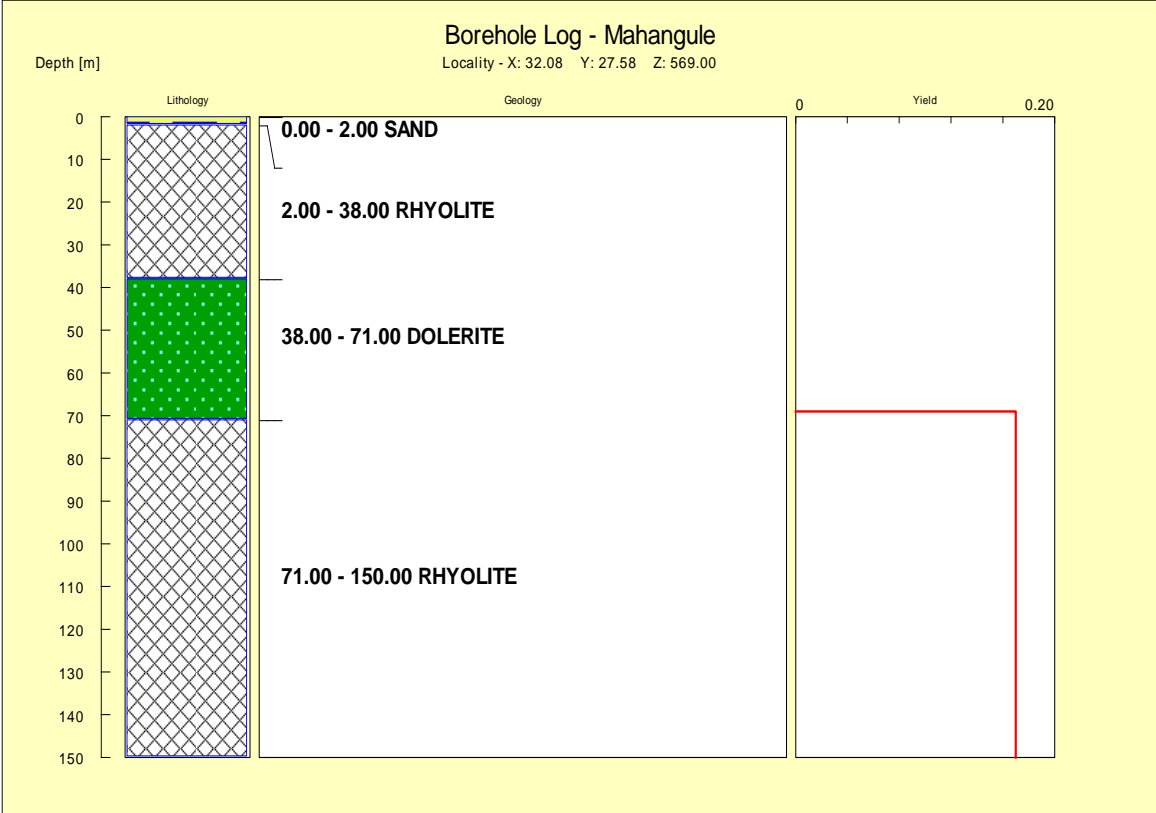 Borehole Log - Mahangule
Depth [m]
Locality - X: 32.08 Y: 27.58 Z: 569.00
Lithology
Geology
Yield
0
0.20
0
10
20
30
40
50
60
70
80
90
100
110
120
130
140
150
0.00 - 2.00 SAND
2.00 - 38.00 RHYOLITE
38.00 - 71.00 DOLERITE
71.00 - 150.00 RHYOLITE